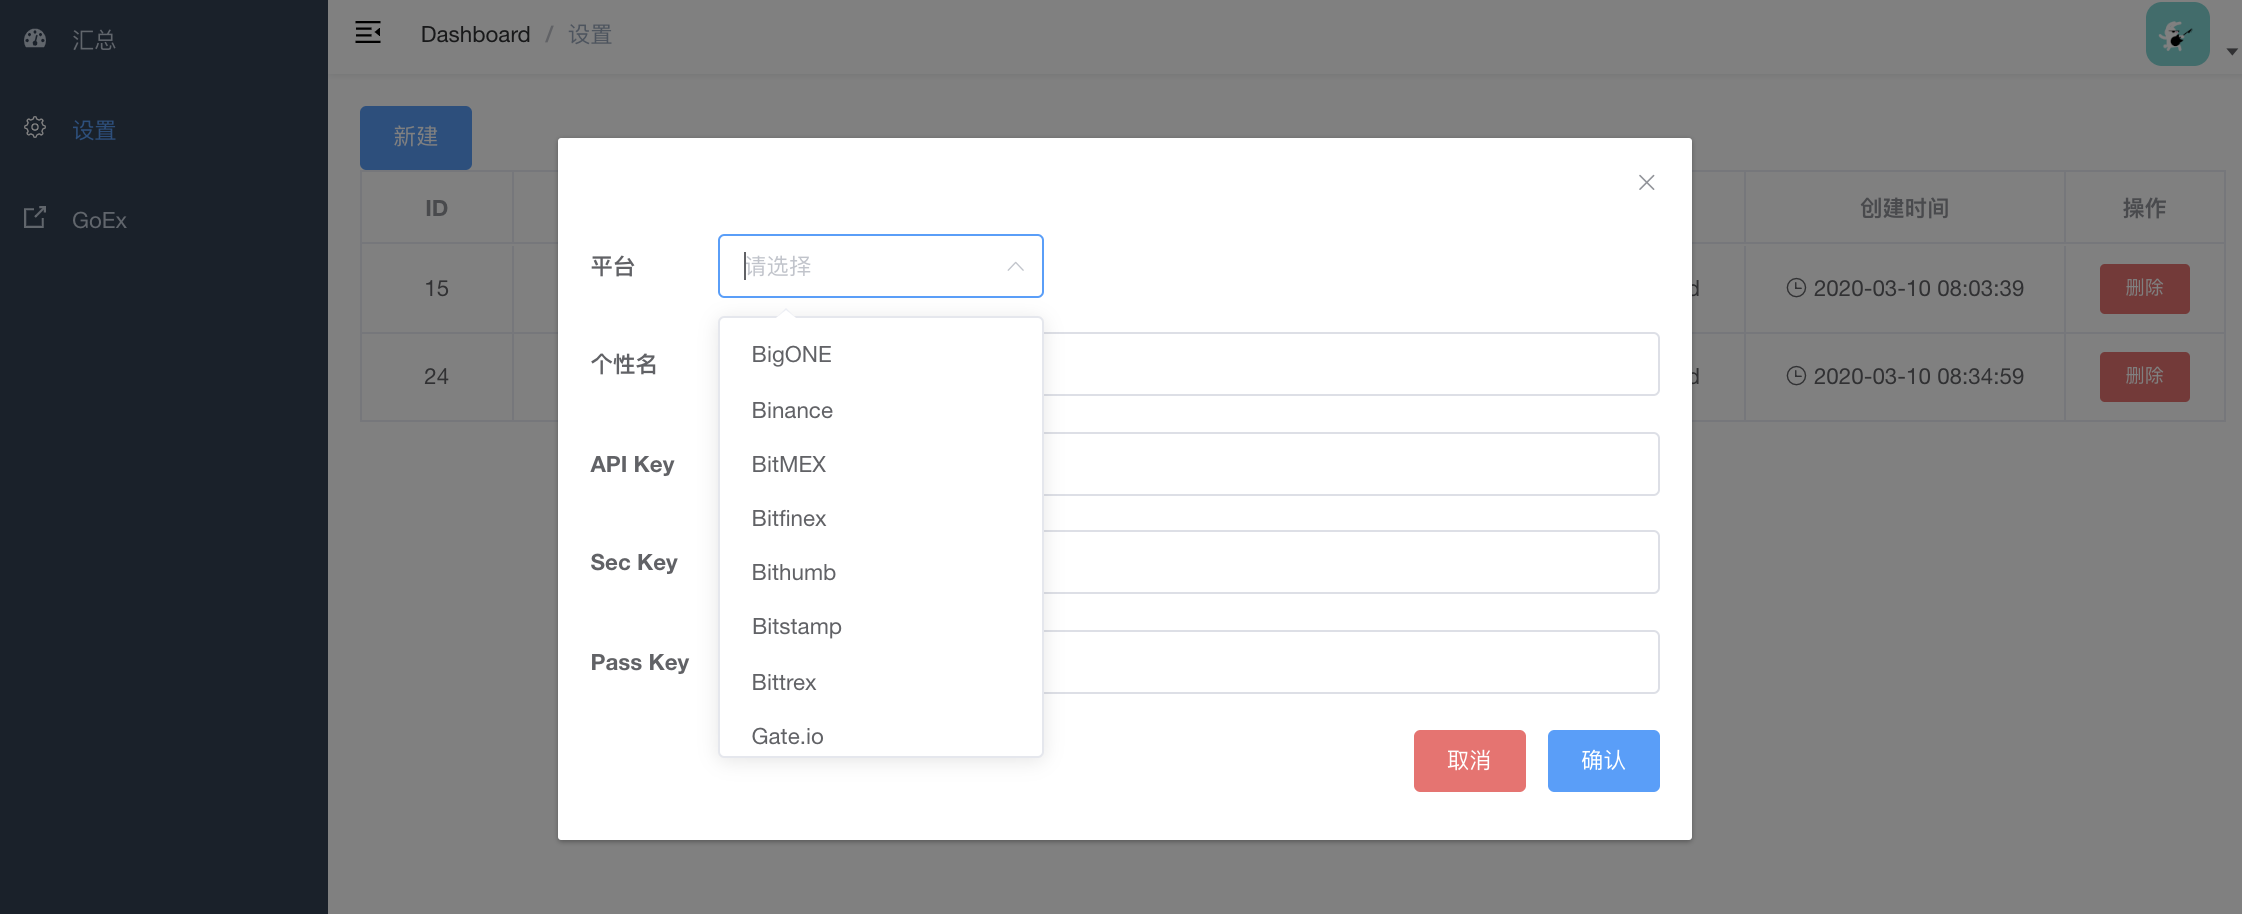 汇总
设置
GoEx
Dashboard / 设置
新建
ID
创建时间
操作
15
d
2020-03-10 08:03:39
删除
24
d
2020-03-10 08:34:59
删除
平台
请选择
BigONE
Binance
BitMEX
Bitfinex
Bithumb
Bitstamp
Bittrex
Gate.io
个性名
API Key
Sec Key
Pass Key
取消
确认